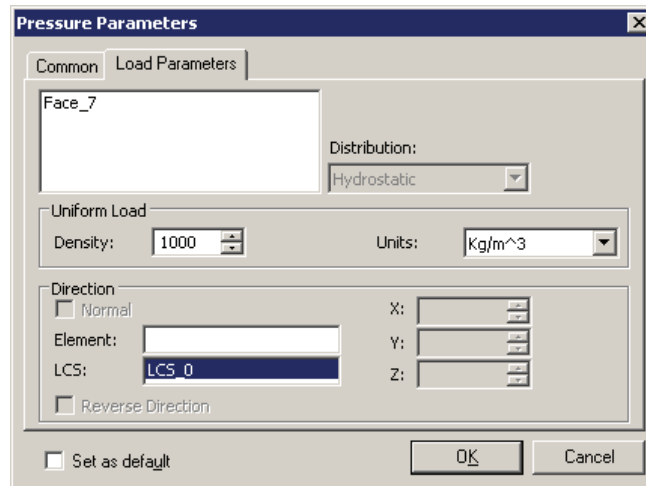 Pressure Parameters
Common Load Parameters
Face_7
Distribution:
Hydrostatic
Uniform Load
Density: 1000 Units: Kg/m^3
Direction
Normal X:
Element: Y:
LCS: LCS_0 Z:
Reverse Direction
Set as default OK Cancel